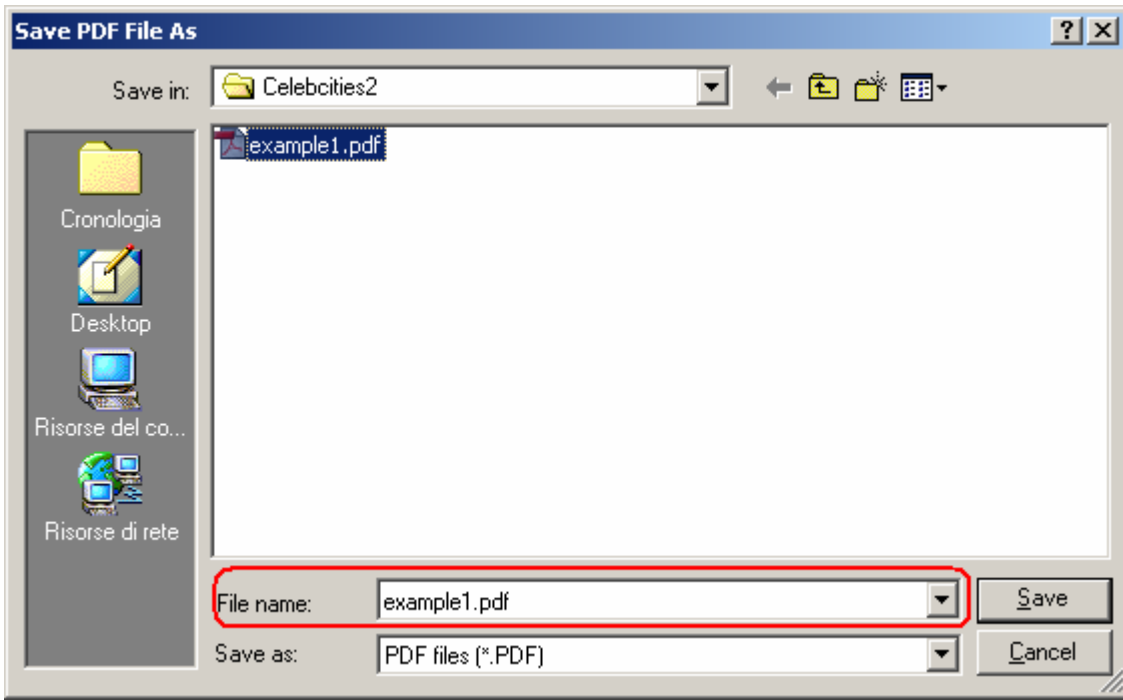 Save PDF File As
Save in:
Celebcities2
example1.pdf
Cronologia
Desktop
Risorse del co...
Risorse di rete
File name:
example1.pdf
Save
Save as:
PDF files (*.PDF)
Cancel